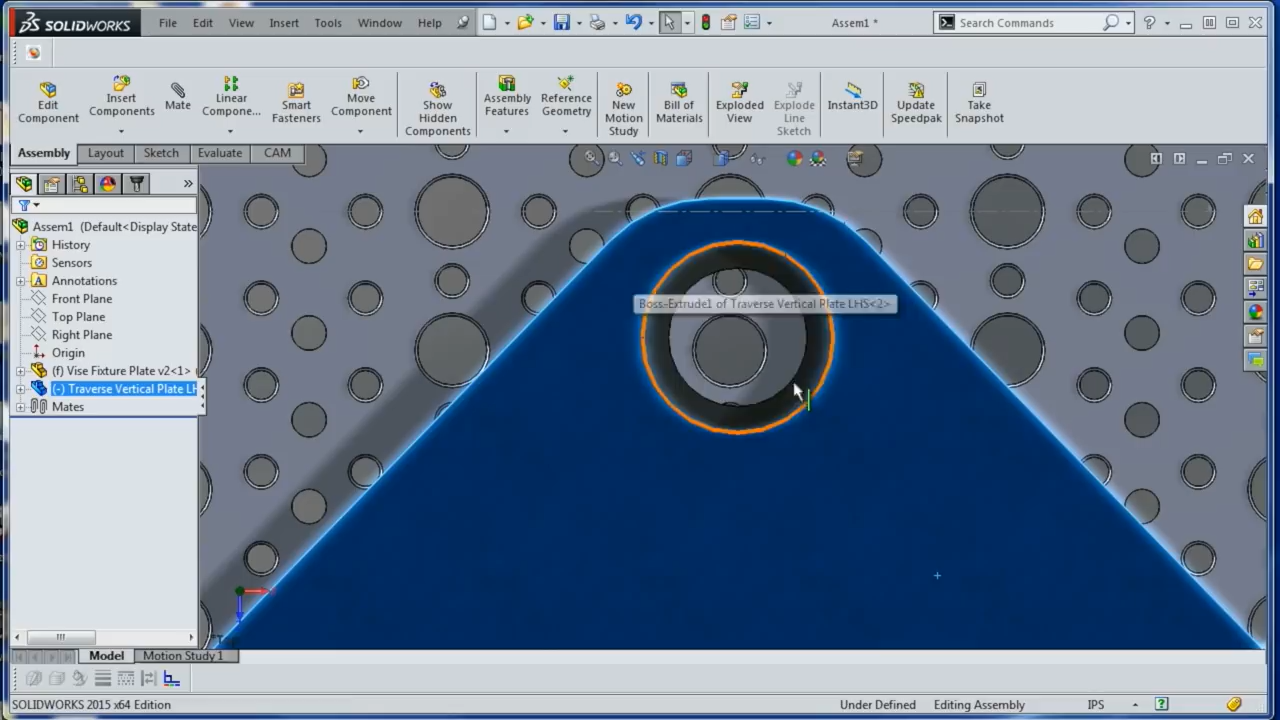 SOLIDWORKS File Edit View Insert Tools Window Help Assem1 * Search Commands ?
Edit Component Insert Components Mate Linear Compone... Smart Fasteners Move Component Show Hidden Components Assembly Features Reference Geometry New Motion Study Bill of Materials Exploded View Explode Line Sketch Instant3D Update Speedpak Take Snapshot
Assembly Layout Sketch Evaluate CAM
»
Assem1 (Default<Display State
History
Sensors
Annotations
Front Plane
Top Plane
Right Plane
Origin
(f) Vise Fixture Plate v2<1>
(-) Traverse Vertical Plate LH
Mates
Boss-Extrude1 of Traverse Vertical Plate LHS<2>
Model Motion Study 1
SOLIDWORKS 2015 x64 Edition Under Defined Editing Assembly IPS ?